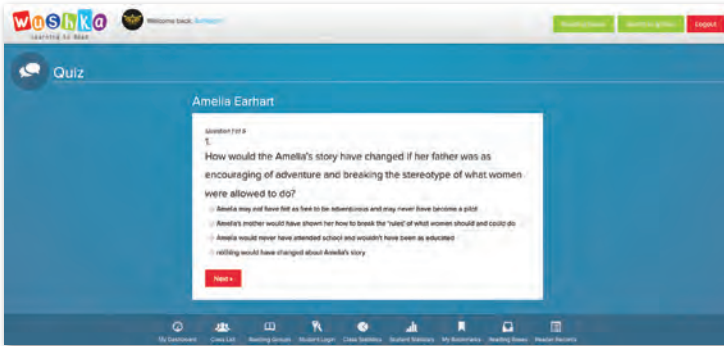 Wushka
learning to read
Welcome back,
Logout
Quiz
Amelia Earhart
Question 1 of 5
1.
How would the Amelia's story have changed if her father was as
encouraging of adventure and breaking the stereotype of what women
were allowed to do?
Amelia may not have felt as free to be adventurous and may never have become a pilot
Amelia's mother would have shown her how to break the 'rules' of what women should and could do
Amelia would never have attended school and wouldn't have been as educated
nothing would have changed about Amelia's story
Next »
My Dashboard Class List Reading Groups Student Login Class Statistics Student Statistics My Bookmarks Reading Boxes Reader Records